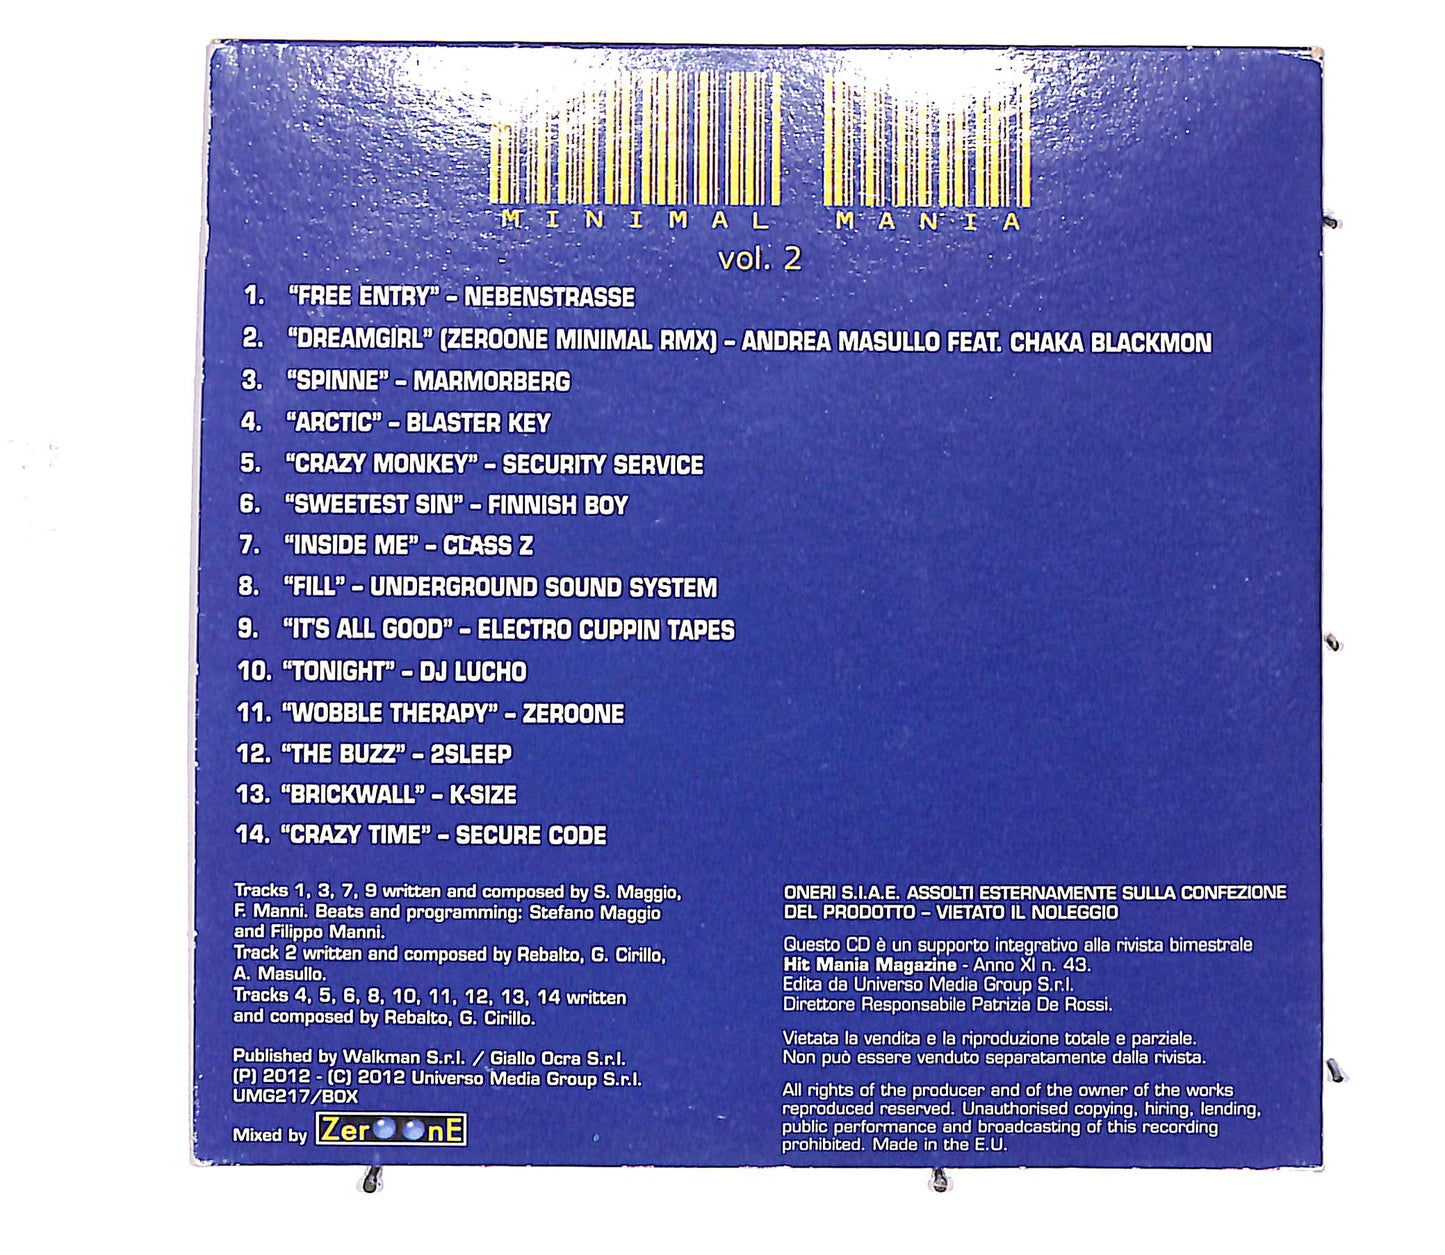 MINIMAL MANIA
vol. 2
1. “FREE ENTRY” – NEBENSTRASSE
2. “DREAMGIRL” (ZEROONE MINIMAL RMX) – ANDREA MASULLO FEAT. CHAKA BLACKMON
3. “SPINNE” – MARMORBERG
4. “ARCTIC” – BLASTER KEY
5. “CRAZY MONKEY” – SECURITY SERVICE
6. “SWEETEST SIN” – FINNISH BOY
7. “INSIDE ME” – CLASS Z
8. “FILL” – UNDERGROUND SOUND SYSTEM
9. “IT'S ALL GOOD” – ELECTRO CUPPIN TAPES
10. “TONIGHT” – DJ LUCHO
11. “WOBBLE THERAPY” – ZEROONE
12. “THE BUZZ” – 2SLEEP
13. “BRICKWALL” – K-SIZE
14. “CRAZY TIME” – SECURE CODE
Tracks 1, 3, 7, 9 written and composed by S. Maggio,
F. Manni. Beats and programming: Stefano Maggio
and Filippo Manni.
Track 2 written and composed by Rebalto, G. Cirillo,
A. Masullo.
Tracks 4, 5, 6, 8, 10, 11, 12, 13, 14 written
and composed by Rebalto, G. Cirillo.
Published by Walkman S.r.l. / Giallo Ocra S.r.l.
(P) 2012 - (C) 2012 Universo Media Group S.r.l.
UMG217/BOX
Mixed by ZerOOnE
ONERI S.I.A.E. ASSOLTI ESTERNAMENTE SULLA CONFEZIONE
DEL PRODOTTO – VIETATO IL NOLEGGIO
Questo CD è un supporto integrativo alla rivista bimestrale
Hit Mania Magazine - Anno XI n. 43.
Edita da Universo Media Group S.r.l.
Direttore Responsabile Patrizia De Rossi.
Vietata la vendita e la riproduzione totale e parziale.
Non può essere venduto separatamente dalla rivista.
All rights of the producer and of the owner of the works
reproduced reserved. Unauthorised copying, hiring, lending,
public performance and broadcasting of this recording
prohibited. Made in the E.U.